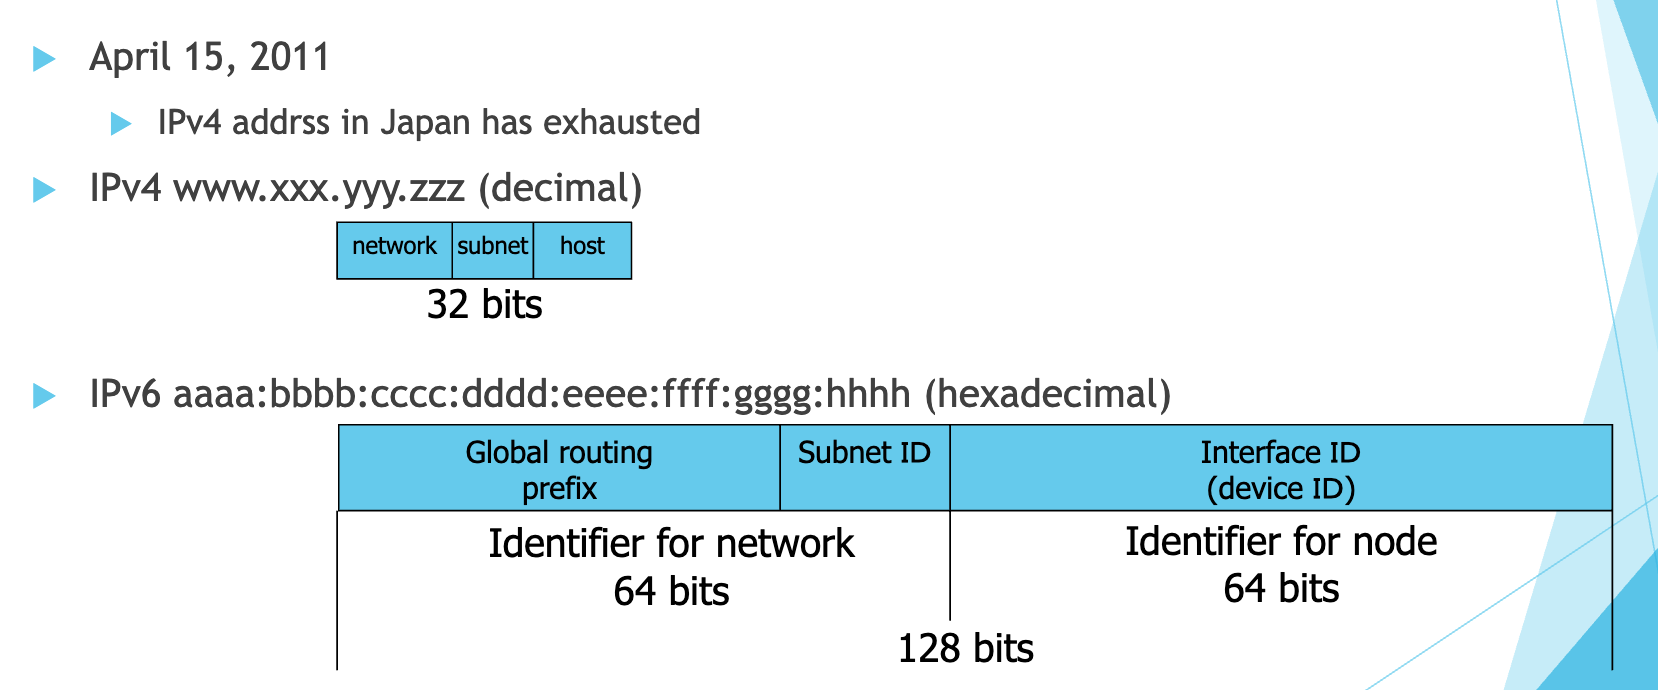 April 15, 2011
IPv4 addrss in Japan has exhausted
IPv4 www.xxx.yyy.zzz (decimal)
network subnet host
32 bits
IPv6 aaaa:bbbb:cccc:dddd:eeee:ffff:gggg:hhhh (hexadecimal)
Global routing prefix
Subnet ID
Interface ID
(device ID)
Identifier for network
64 bits
Identifier for node
64 bits
128 bits